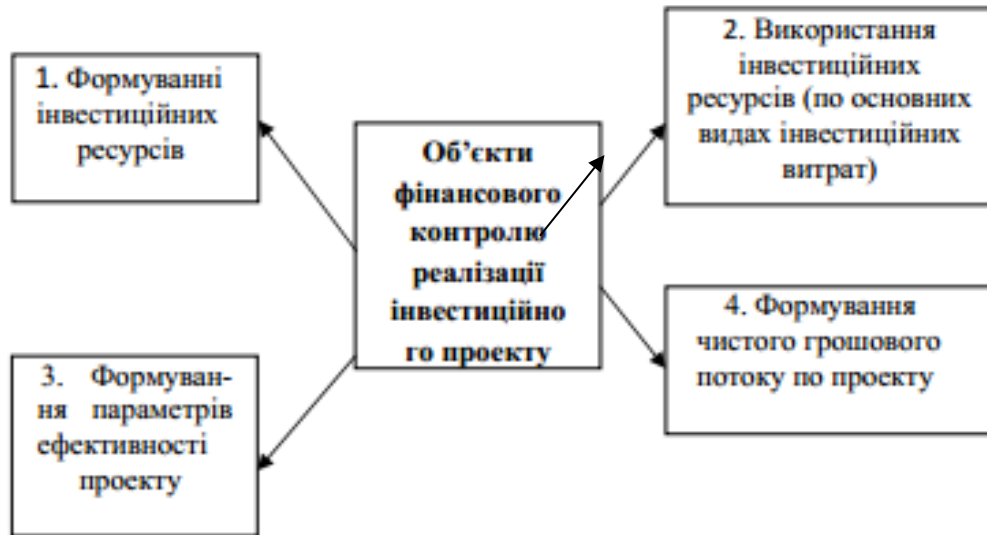 1. Формуванні
інвестиційних
ресурсів
2. Використання
інвестиційних
ресурсів (по основних
видах інвестиційних
витрат)
Об’єкти
фінансового
контролю
реалізації
інвестиційно
го проекту
3. Формуван-
ня параметрів
ефективності
проекту
4. Формування
чистого грошового
потоку по проекту